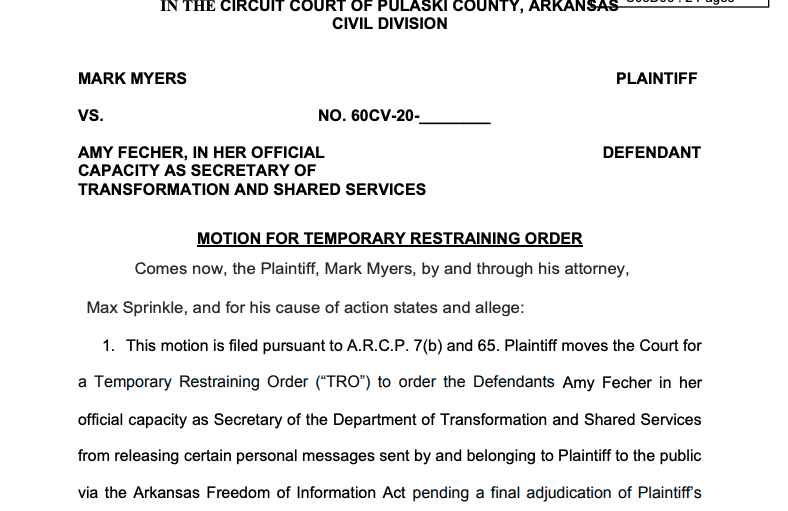 IN THE CIRCUIT COURT OF PULASKI COUNTY, ARKANSAS
CIVIL DIVISION
MARK MYERS PLAINTIFF
VS. NO. 60CV-20-________
AMY FECHER, IN HER OFFICIAL DEFENDANT
CAPACITY AS SECRETARY OF
TRANSFORMATION AND SHARED SERVICES
MOTION FOR TEMPORARY RESTRAINING ORDER
Comes now, the Plaintiff, Mark Myers, by and through his attorney,
Max Sprinkle, and for his cause of action states and allege:
1. This motion is filed pursuant to A.R.C.P. 7(b) and 65. Plaintiff moves the Court for
a Temporary Restraining Order (“TRO”) to order the Defendants Amy Fecher in her
official capacity as Secretary of the Department of Transformation and Shared Services
from releasing certain personal messages sent by and belonging to Plaintiff to the public
via the Arkansas Freedom of Information Act pending a final adjudication of Plaintiff’s